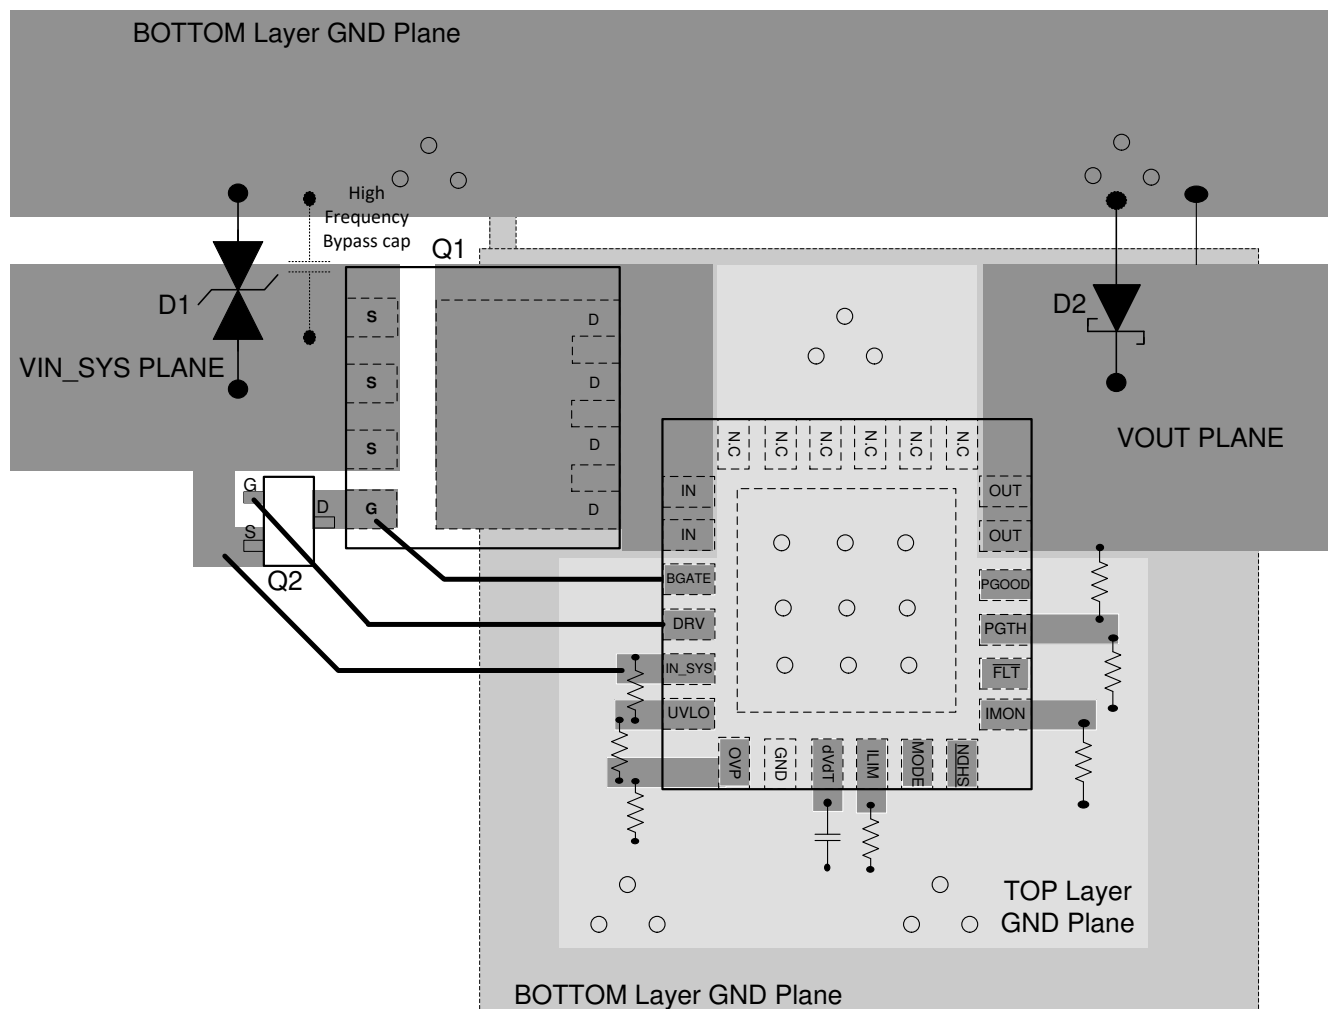 BOTTOM Layer GND Plane
High
Frequency
Bypass cap
Q1
D1
D2
VIN_SYS PLANE
VOUT PLANE
S
S
S
G
D
D
D
D
G
S
D
Q2
N.C
N.C
N.C
N.C
N.C
N.C
IN
IN
BGATE
DRV
IN_SYS
UVLO
OUT
OUT
PGOOD
PGTH
FLT
IMON
OVP
GND
dVdT
ILIM
MODE
SHDN
TOP Layer
GND Plane
BOTTOM Layer GND Plane